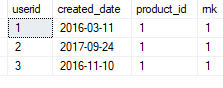 userid created_date product_id rnk
1 2016-03-11 1 1
2 2017-09-24 1 1
3 2016-11-10 1 1